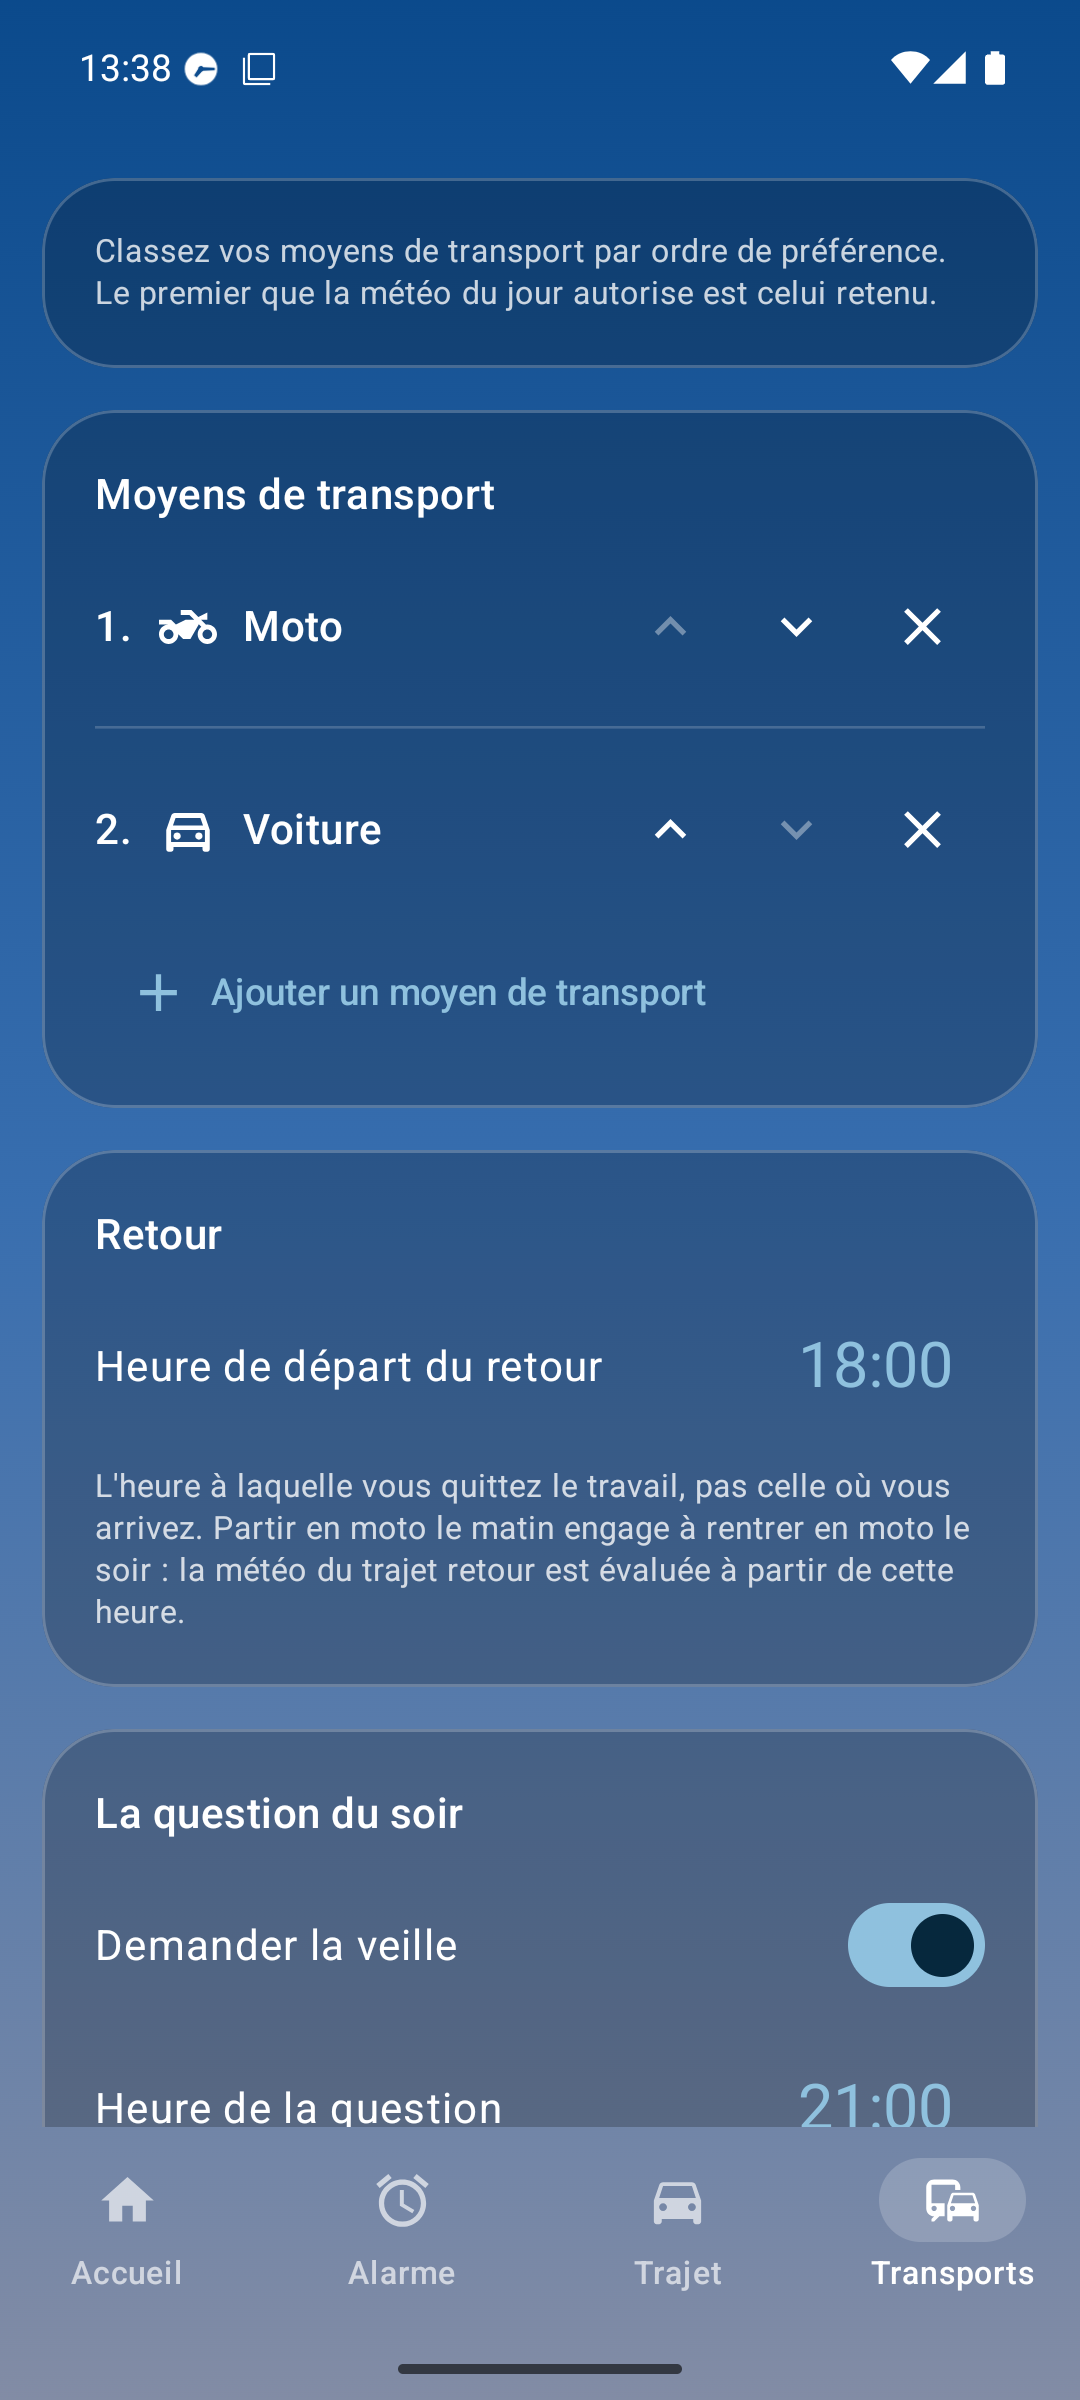 13:38
Classez vos moyens de transport par ordre de préférence.
Le premier que la météo du jour autorise est celui retenu.
Moyens de transport
1. Moto
2. Voiture
Ajouter un moyen de transport
Retour
Heure de départ du retour 18:00
L'heure à laquelle vous quittez le travail, pas celle où vous
arrivez. Partir en moto le matin engage à rentrer en moto le
soir : la météo du trajet retour est évaluée à partir de cette
heure.
La question du soir
Demander la veille
Heure de la question 21:00
Accueil Alarme Trajet Transports